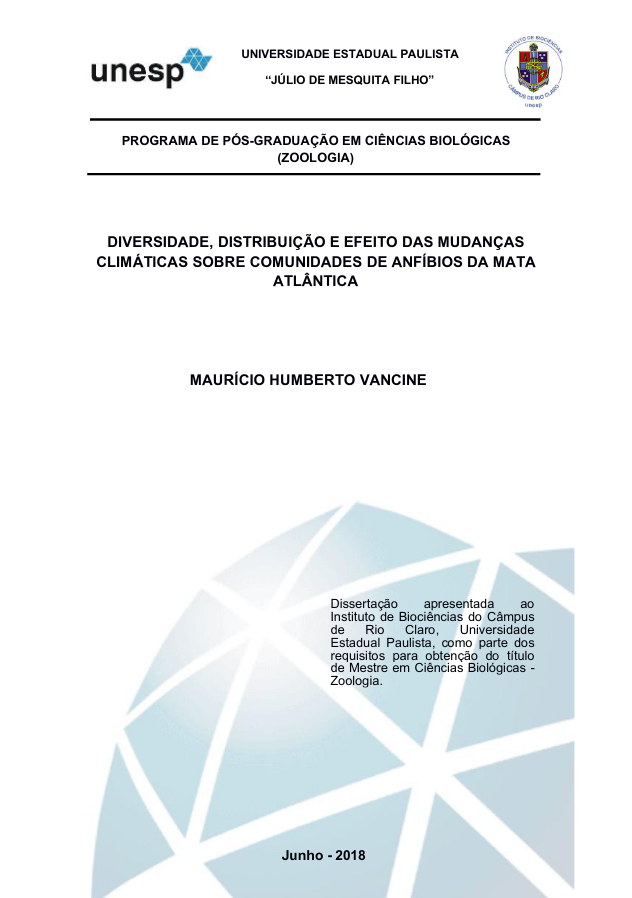 unesp
UNIVERSIDADE ESTADUAL PAULISTA
“JÚLIO DE MESQUITA FILHO”
INSTITUTO DE BIOCIÊNCIAS
CÂMPUS DE RIO CLARO
unesp
PROGRAMA DE PÓS-GRADUAÇÃO EM CIÊNCIAS BIOLÓGICAS
(ZOOLOGIA)
DIVERSIDADE, DISTRIBUIÇÃO E EFEITO DAS MUDANÇAS
CLIMÁTICAS SOBRE COMUNIDADES DE ANFÍBIOS DA MATA
ATLÂNTICA
MAURÍCIO HUMBERTO VANCINE
Dissertação apresentada ao
Instituto de Biociências do Câmpus
de Rio Claro, Universidade
Estadual Paulista, como parte dos
requisitos para obtenção do título
de Mestre em Ciências Biológicas -
Zoologia.
Junho - 2018